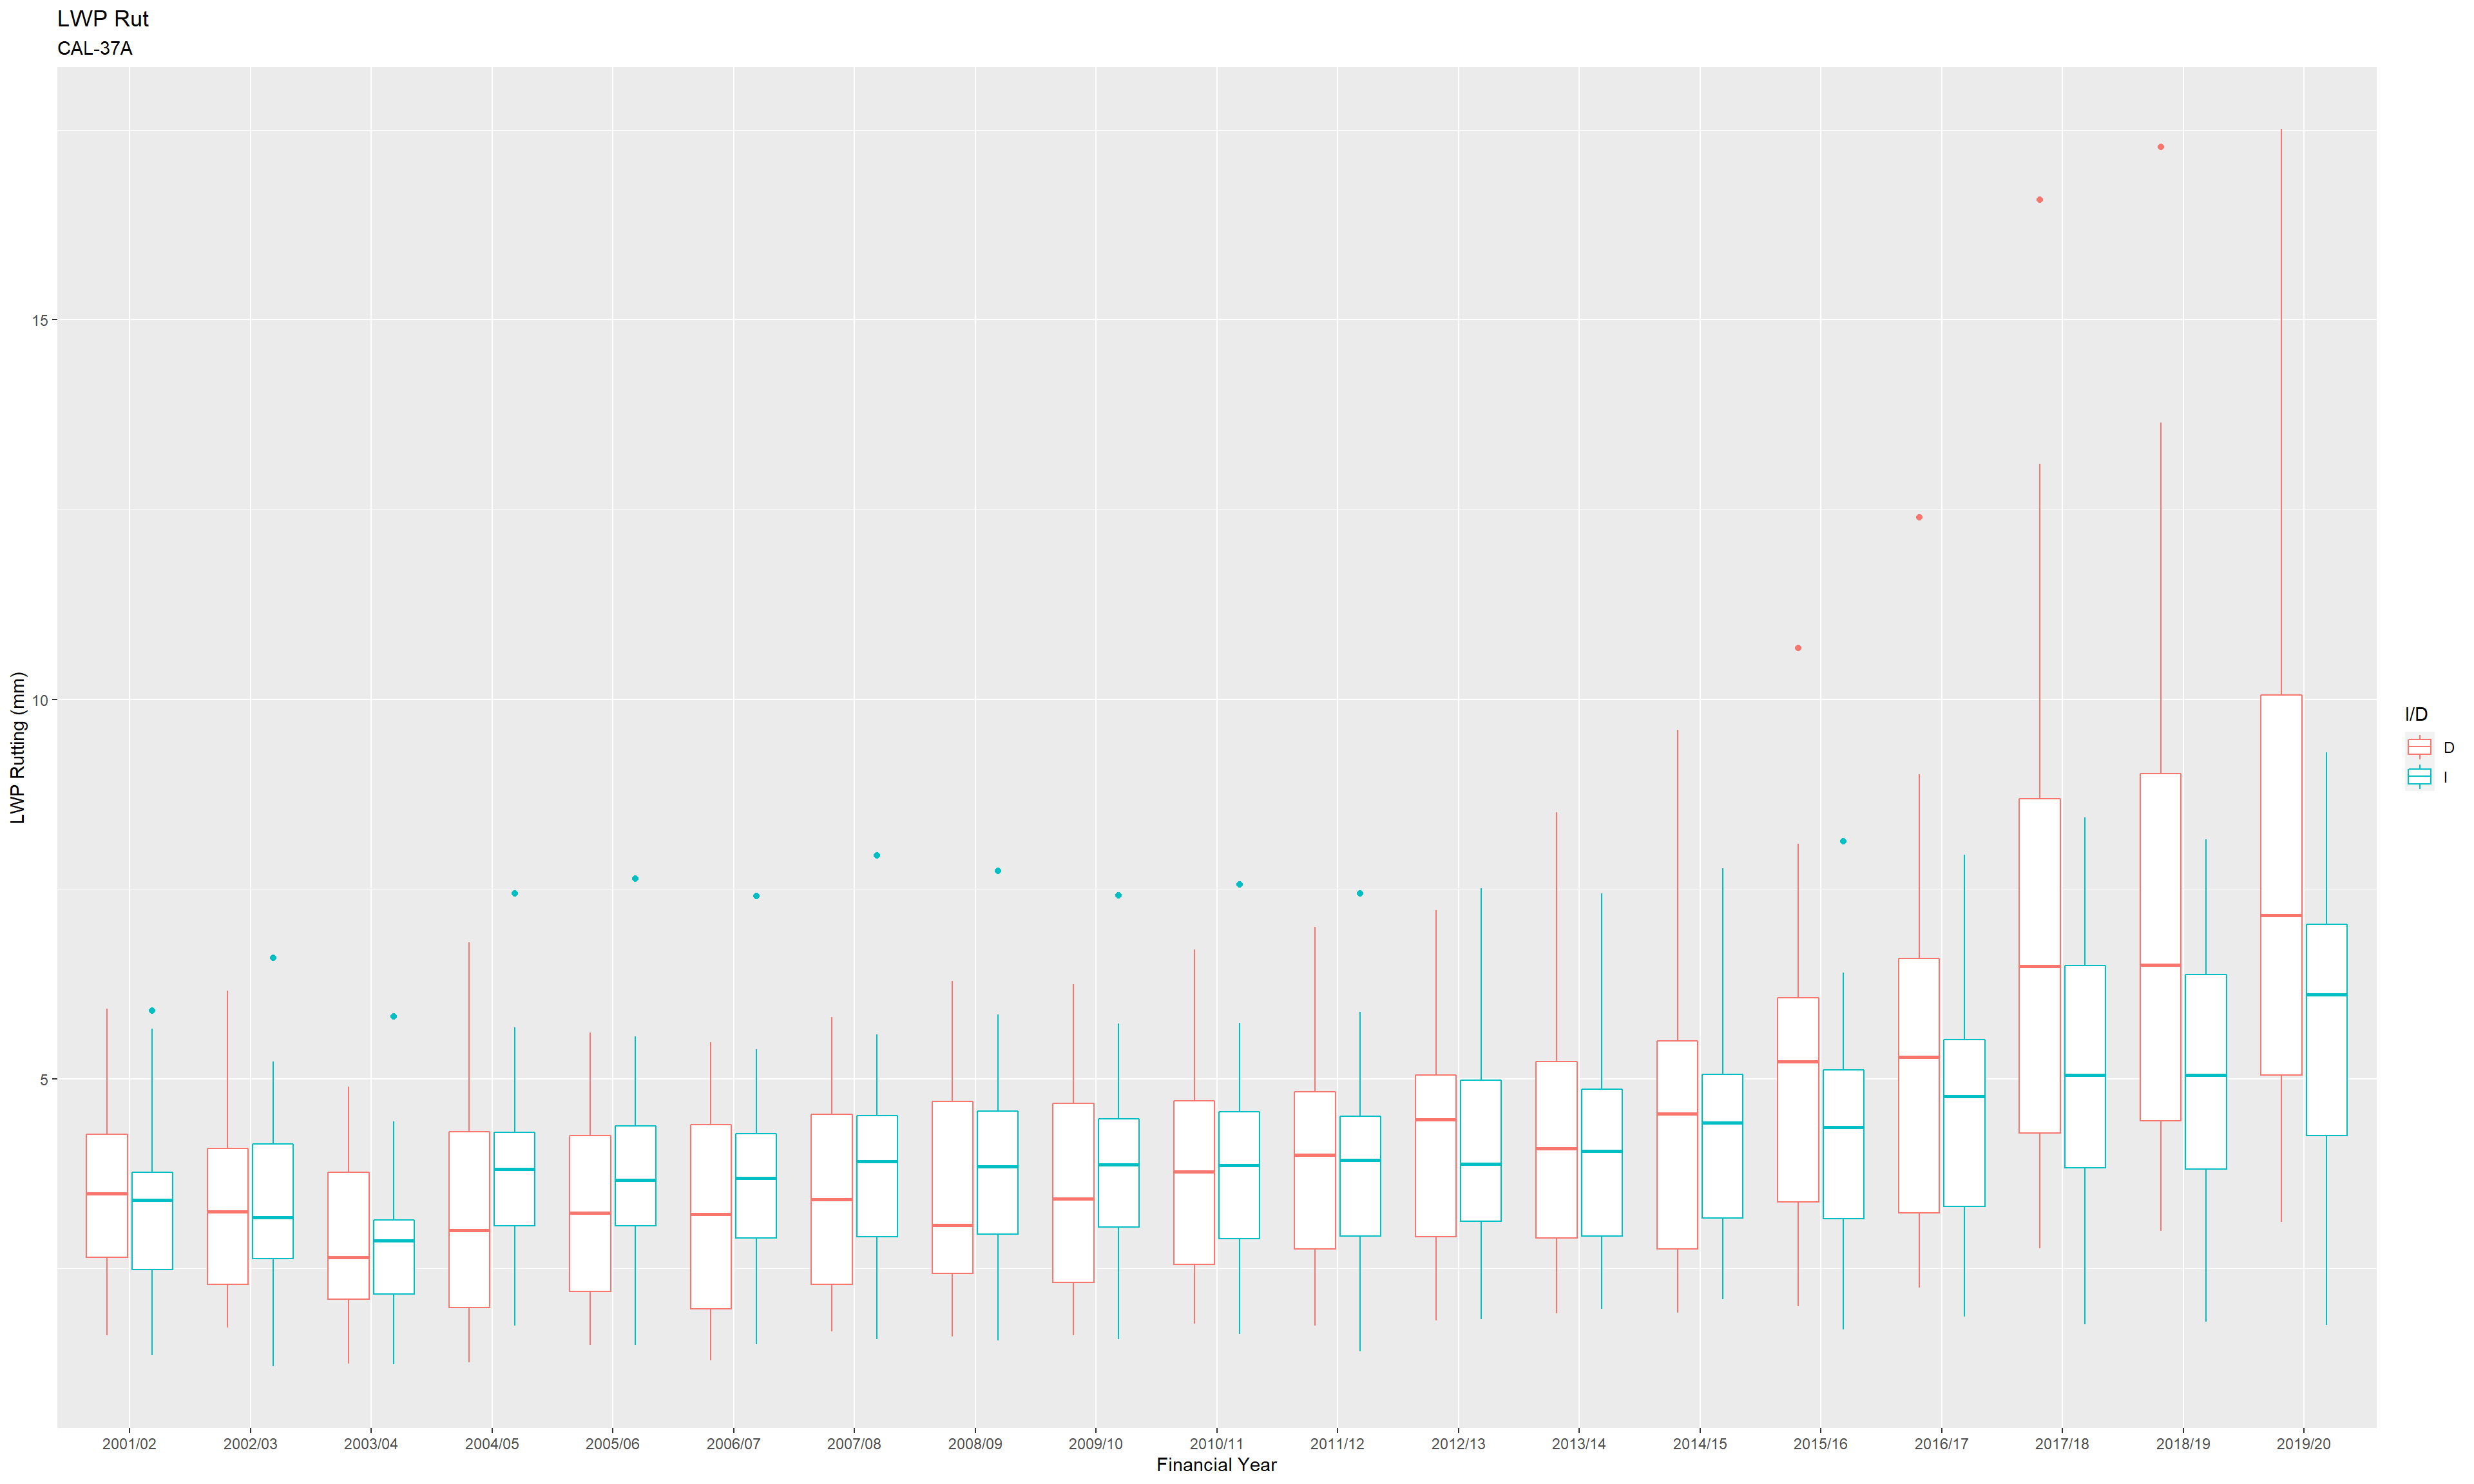 LWP Rut
CAL-37A
LWP Rutting (mm)
15
10
5
2001/02 2002/03 2003/04 2004/05 2005/06 2006/07 2007/08 2008/09 2009/10 2010/11 2011/12 2012/13 2013/14 2014/15 2015/16 2016/17 2017/18 2018/19 2019/20
Financial Year
I/D
D
I